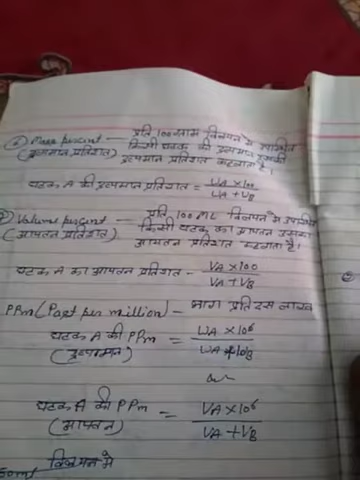 ① Mass percent — प्रति 100 ग्राम विलयन में उपस्थित
(द्रव्यमान प्रतिशत) किसी घटक की द्रव्यमान उसकी
द्रव्यमान प्रतिशत कहलाता है।
घटक A की द्रव्यमान प्रतिशत = WA × 100
WA + WB
② Volume percent — प्रति 100 ML विलयन में उपस्थित
(आयतन प्रतिशत) किसी घटक का आयतन उसका
आयतन प्रतिशत कहलाता है।
घटक A का आयतन प्रतिशत - VA × 100
VA + VB
PPm (Part per million) - भाग प्रति दस लाख
घटक A की PPm = WA × 10⁶
(द्रव्यमान) WA + WB
or
घटक A की PPm = VA × 10⁶
(आयतन) VA + VB
विलयन में